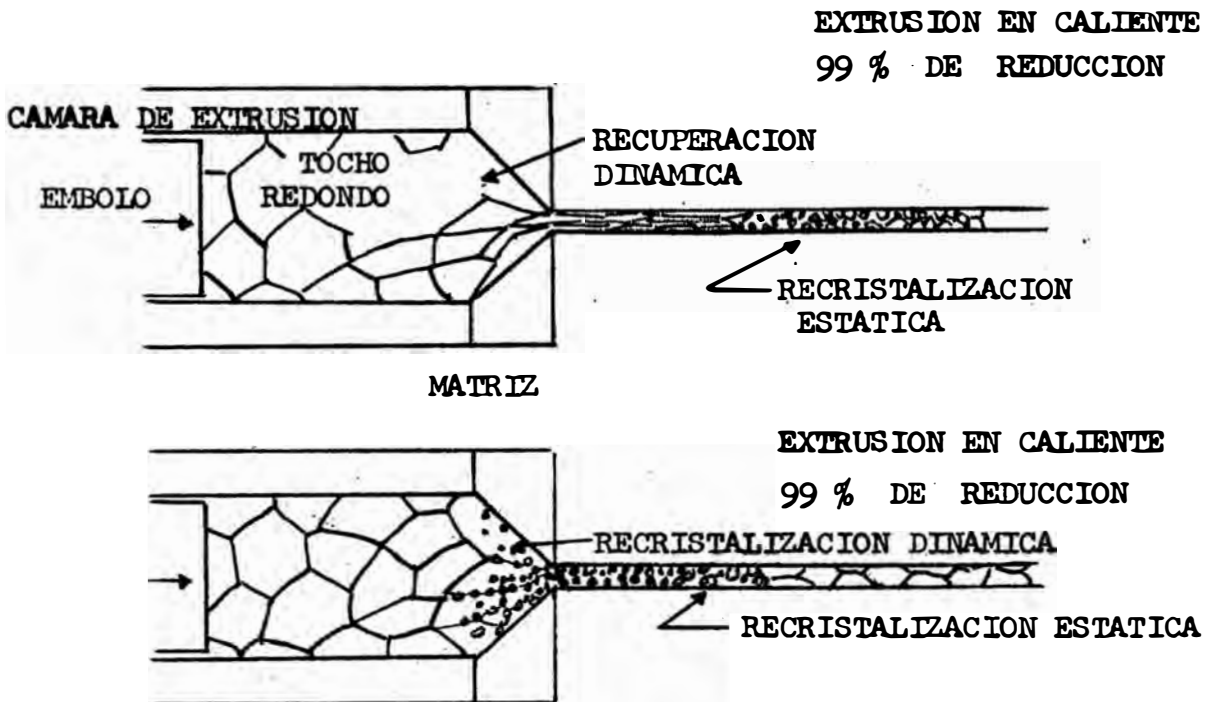 EXTRUSION EN CALIENTE
99 % DE REDUCCION
CAMARA DE EXTRUSION
RECUPERACION
DINAMICA
TOCHO
REDONDO
EMBOLO
RECRISTALIZACION
ESTATICA
MATRIZ
EXTRUSION EN CALIENTE
99 % DE REDUCCION
RECRISTALIZACION DINAMICA
RECRISTALIZACION ESTATICA